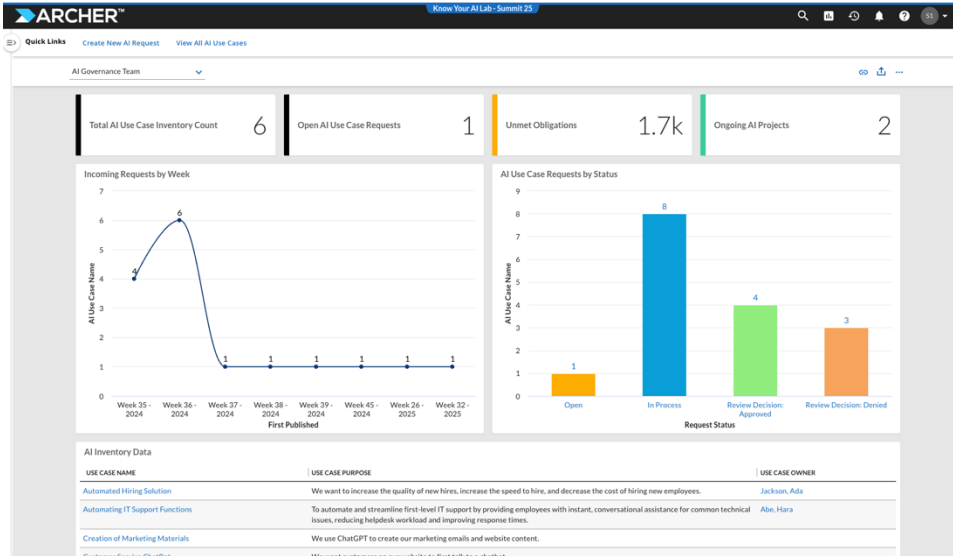 Know Your AI Lab - Summit 25
ARCHER™
S1
Quick Links
Create New AI Request
View All AI Use Cases
AI Governance Team
Total AI Use Case Inventory Count
6
Open AI Use Case Requests
1
Unmet Obligations
1.7k
Ongoing AI Projects
2
Incoming Requests by Week
7
6
5
4
3
2
1
0
AI Use Case Name
4
6
1
1
1
1
1
1
Week 35 - 2024
Week 36 - 2024
Week 37 - 2024
Week 38 - 2024
Week 39 - 2024
Week 45 - 2024
Week 26 - 2025
Week 32 - 2025
First Published
AI Use Case Requests by Status
9
8
7
6
5
4
3
2
1
0
AI Use Case Name
1
8
4
3
Open
In Process
Review Decision: Approved
Review Decision: Denied
Request Status
AI Inventory Data
USE CASE NAME
USE CASE PURPOSE
USE CASE OWNER
Automated Hiring Solution
We want to increase the quality of new hires, increase the speed to hire, and decrease the cost of hiring new employees.
Jackson, Ada
Automating IT Support Functions
To automate and streamline first-level IT support by providing employees with instant, conversational assistance for common technical
issues, reducing helpdesk workload and improving response times.
Abe, Hara
Creation of Marketing Materials
We use ChatGPT to create our marketing emails and website content.